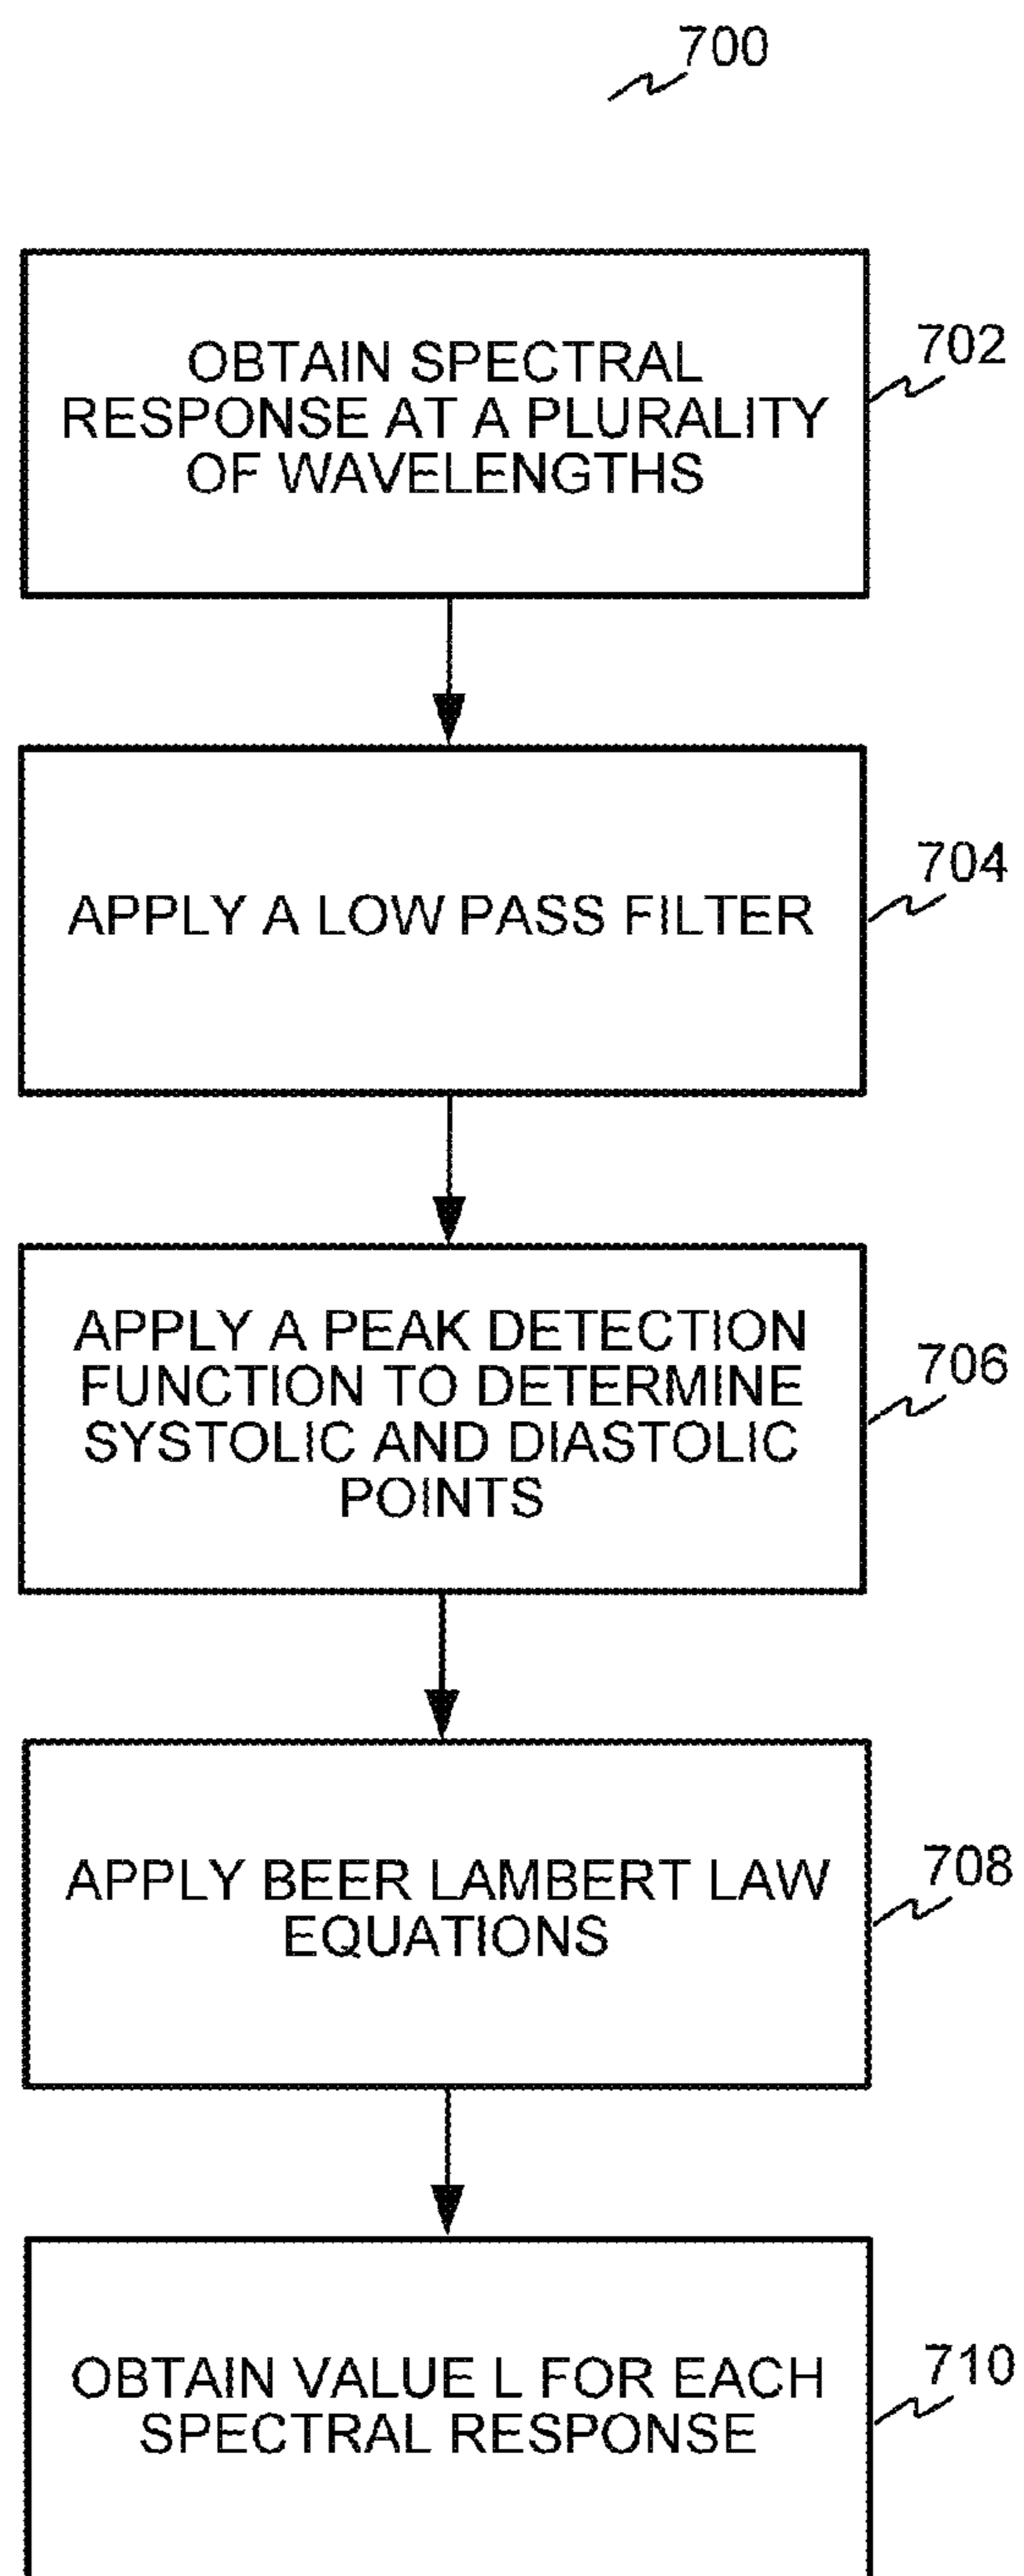 700
OBTAIN SPECTRAL
RESPONSE AT A PLURALITY
OF WAVELENGTHS
702
APPLY A LOW PASS FILTER
704
APPLY A PEAK DETECTION
FUNCTION TO DETERMINE
SYSTOLIC AND DIASTOLIC
POINTS
706
APPLY BEER LAMBERT LAW
EQUATIONS
708
OBTAIN VALUE L FOR EACH
SPECTRAL RESPONSE
710